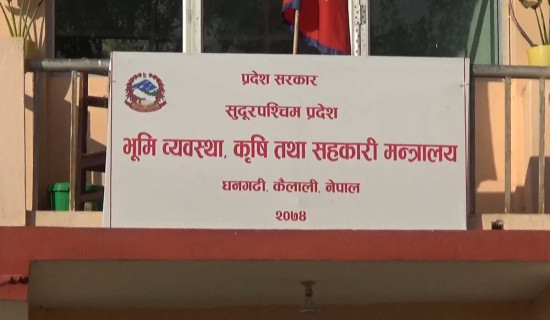 प्रदेश सरकार
सुदूरपश्चिम प्रदेश
भूमि व्यवस्था, कृषि तथा सहकारी मन्त्रालय
धनगढी, कैलाली, नेपाल
२०७४